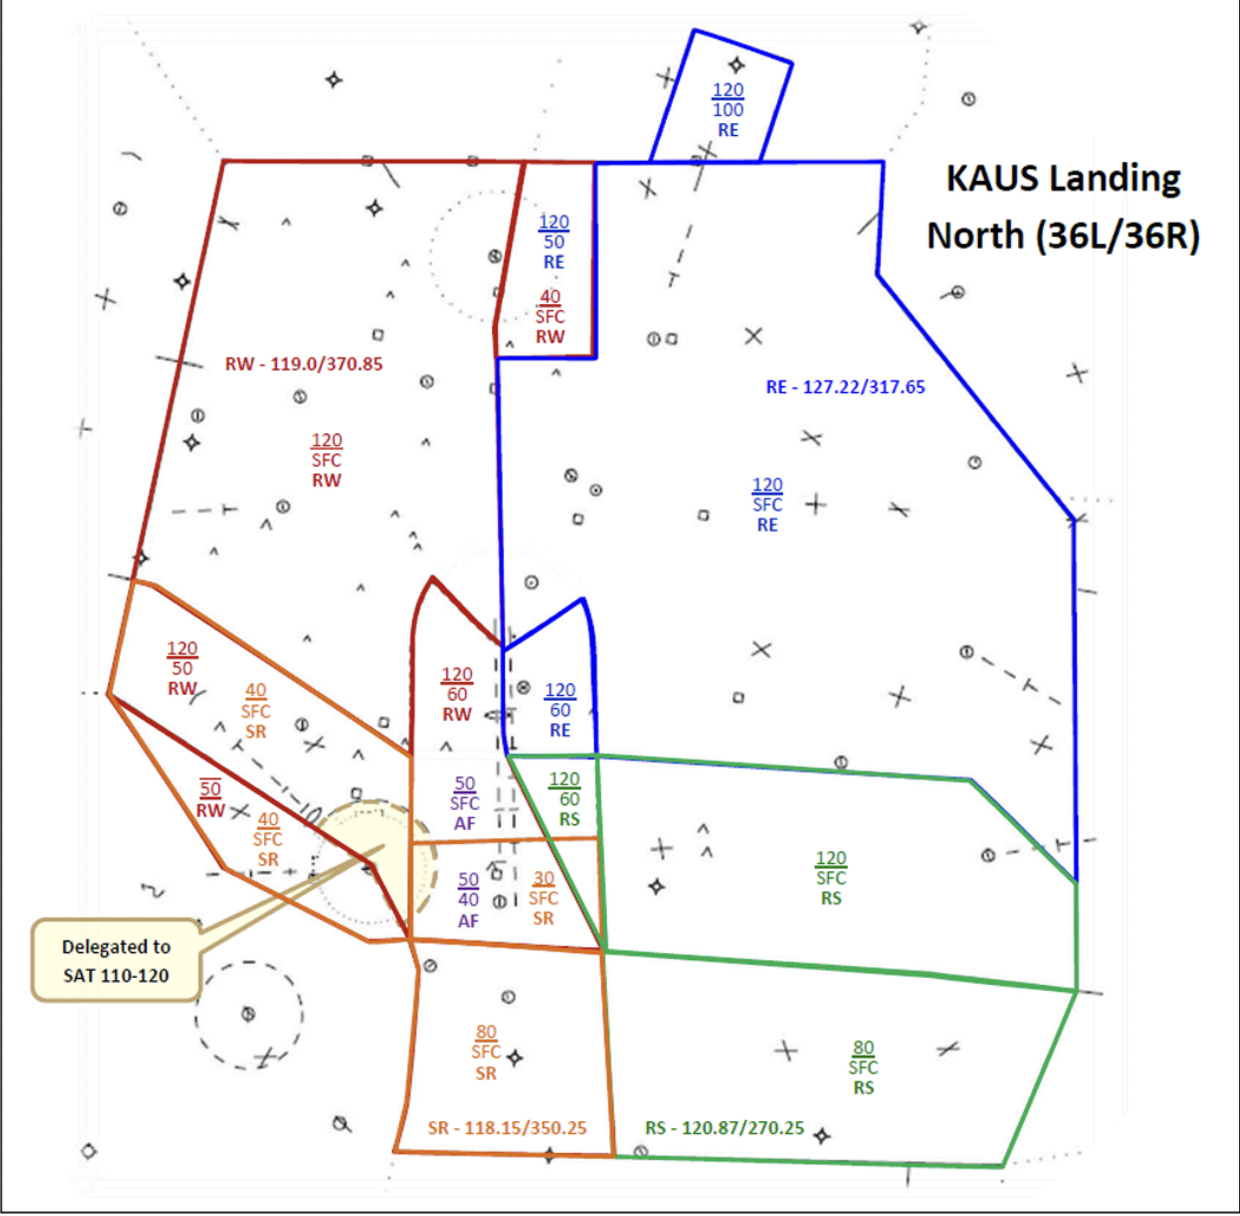 120
100
RE
KAUS Landing
North (36L/36R)
120
50
RE
40
SFC
RW
RW - 119.0/370.85
RE - 127.22/317.65
120
SFC
RW
120
SFC
RE
120
50
RW
40
SFC
SR
120
60
RW
120
60
RE
50
RW
40
SFC
SR
50
SFC
AF
120
60
RS
120
SFC
RS
50
40
AF
30
SFC
SR
Delegated to
SAT 110-120
80
SFC
SR
80
SFC
RS
SR - 118.15/350.25
RS - 120.87/270.25